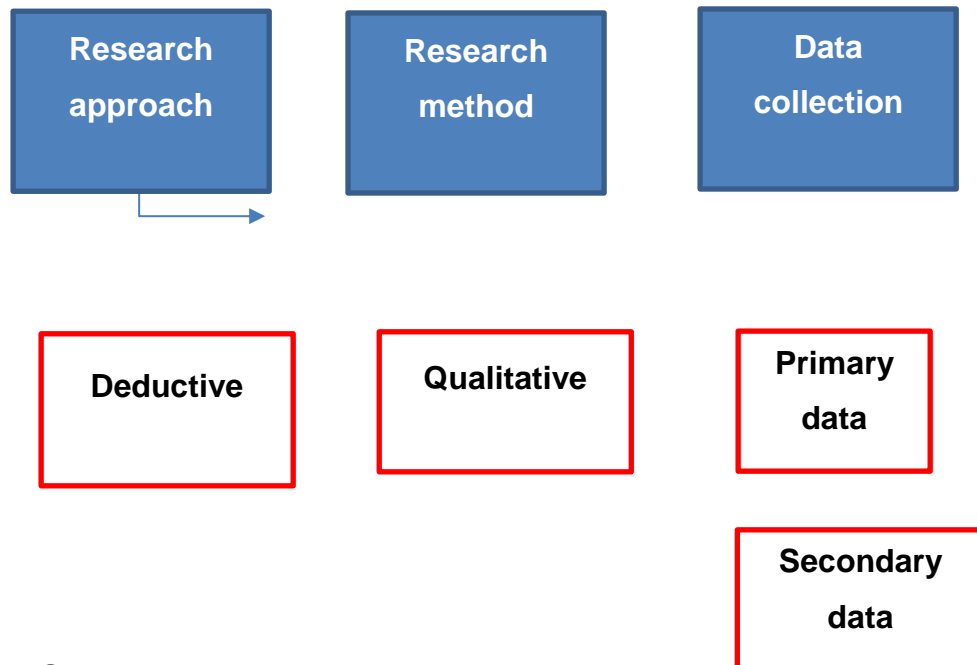 Research
approach
Research
method
Data
collection
Deductive
Qualitative
Primary
data
Secondary
data